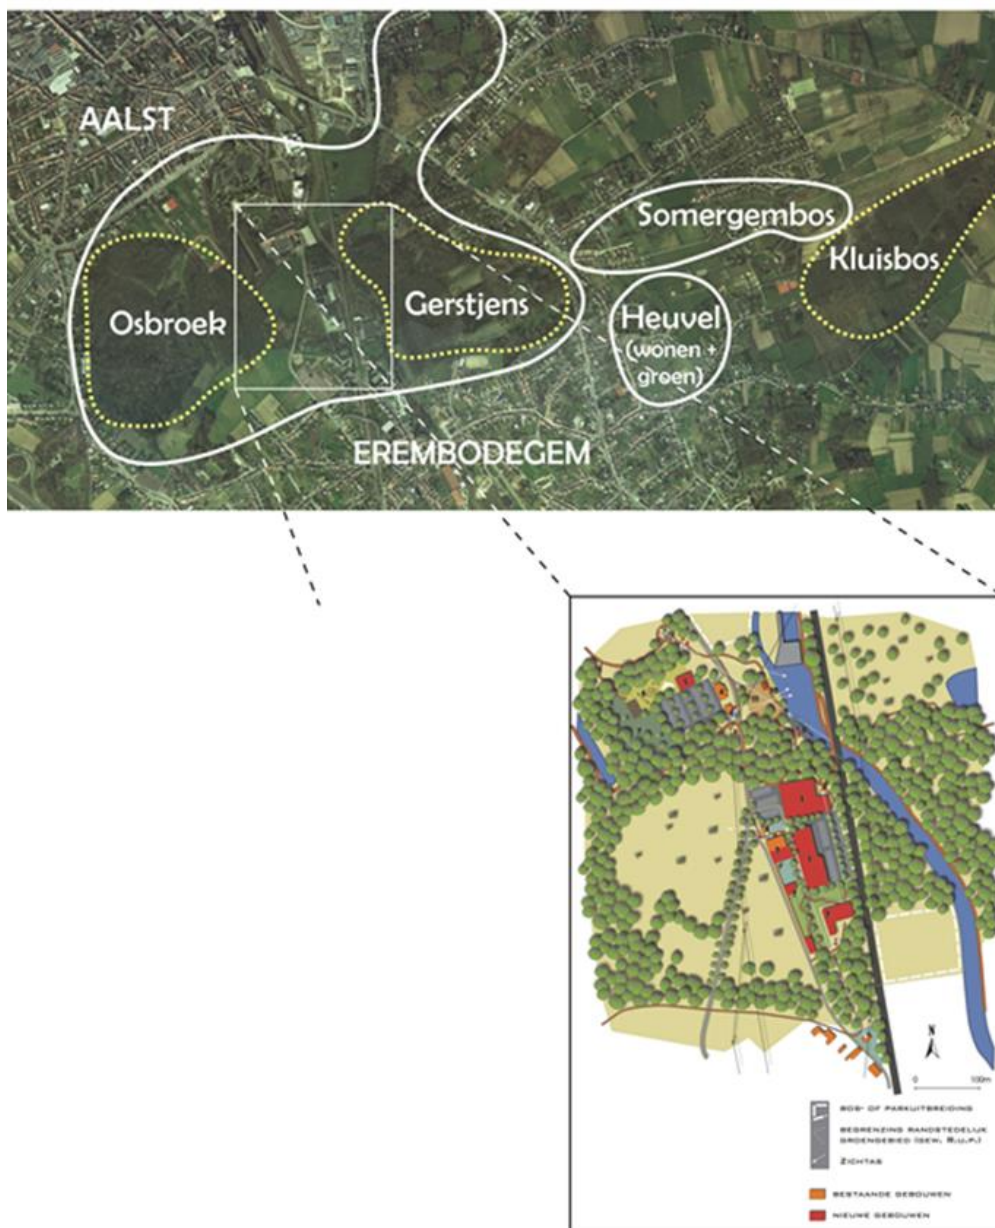 AALST
Somergembos
Kluisbos
Osbroek
Gerstjens
Heuvel
(wonen +
groen)
EREMBODEGEM
N
0 100m
BOS- OF PARKUITBREIDING
BEGRENZING RANDSTEDELIJK
GROENGEBIED (GEW. R.U.P.)
ZICHTAS
BESTAANDE GEBOUWEN
NIEUWE GEBOUWEN